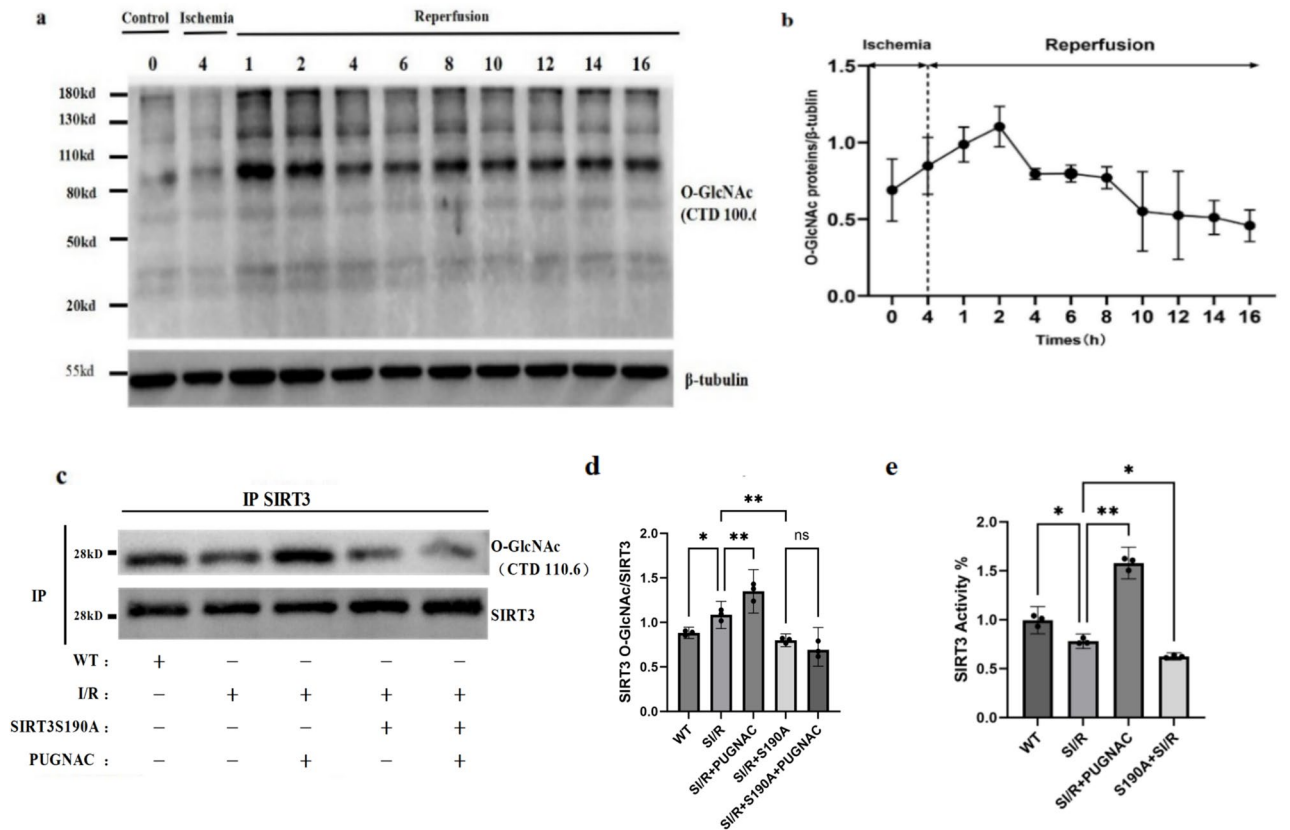 a
Control Ischemia Reperfusion
0 4 1 2 4 6 8 10 12 14 16
180kd
130kd
110kd
80kd
50kd
20kd
O-GlcNAc
(CTD 100.6
55kd
β-tubulin
b
Ischemia Reperfusion
O-GlcNAc proteins/β-tublin
1.5
1.0
0.5
0.0
0 4 1 2 4 6 8 10 12 14 16
Times(h)
c
IP SIRT3
IP
28kD
O-GlcNAc
(CTD 110.6)
28kD
SIRT3
WT : + − − − −
I/R : − + + + +
SIRT3S190A : − − − + +
PUGNAC : − − + − +
d
SIRT3 O-GlcNAc/SIRT3
2.0
1.5
1.0
0.5
0.0
**
* ** ns
WT
SI/R
SI/R+PUGNAC
SI/R+S190A
SI/R+S190A+PUGNAC
e
SIRT3 Activity %
2.0
1.5
1.0
0.5
0.0
*
* **
WT
SI/R
SI/R+PUGNAC
S190A+SI/R